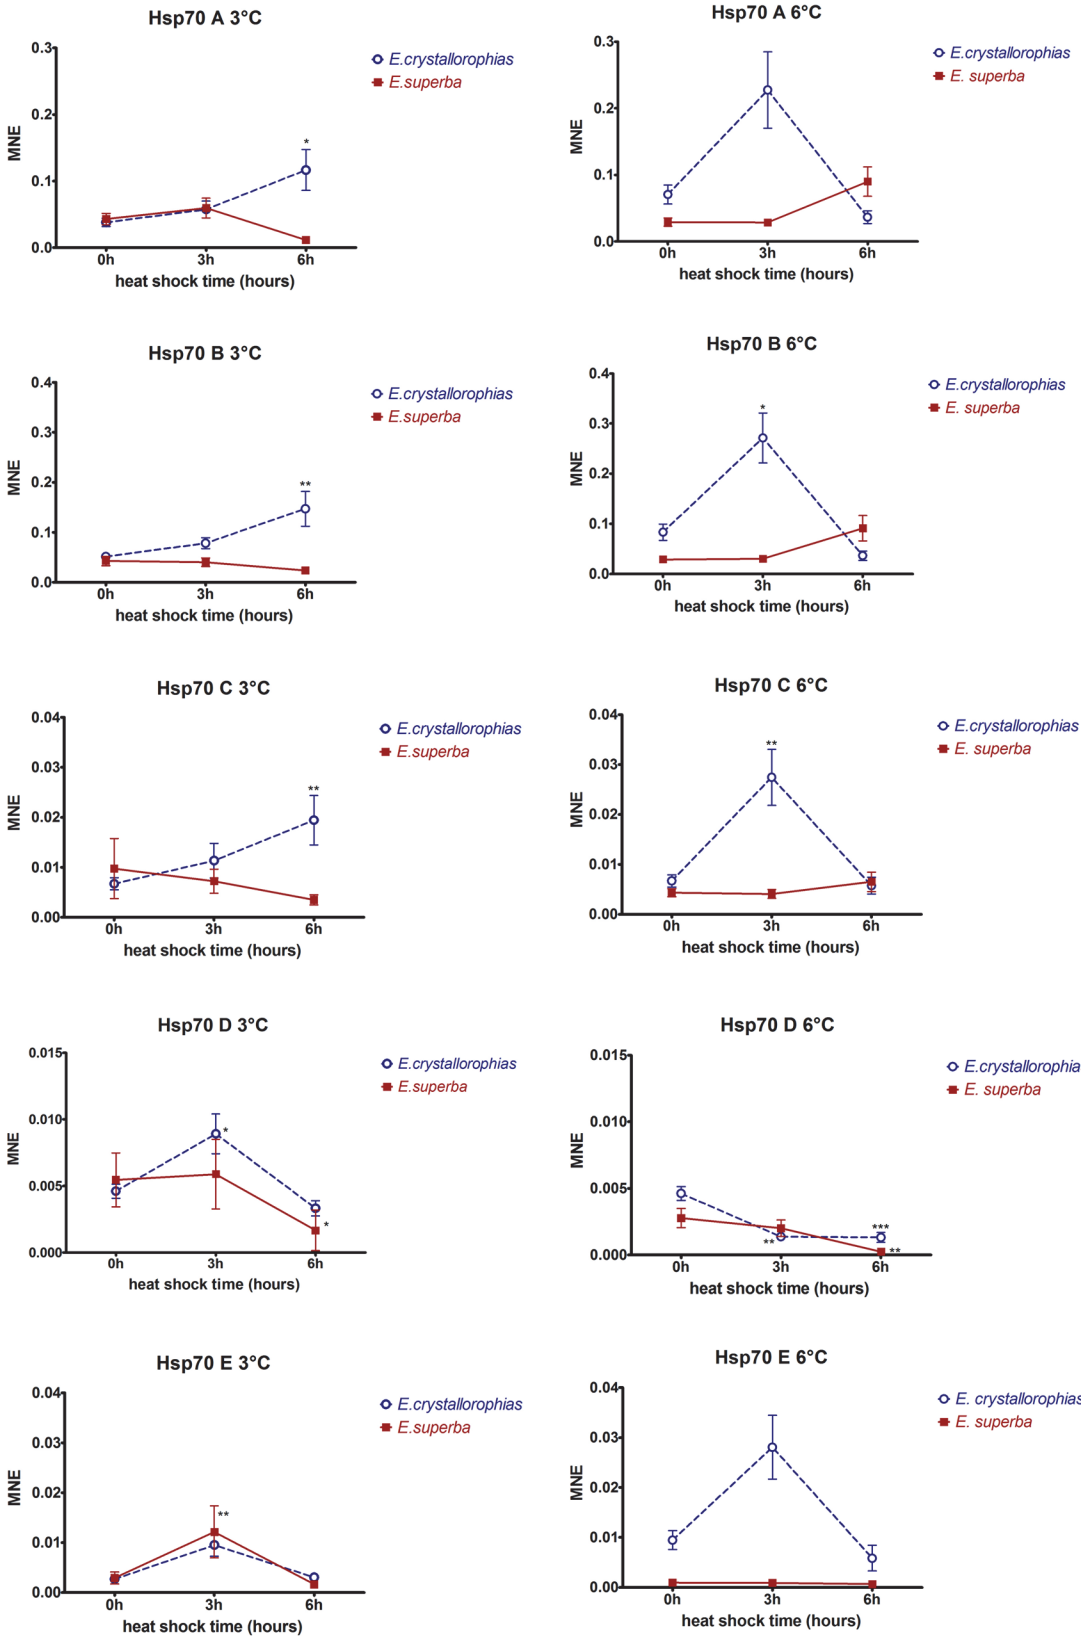 Hsp70 A 3°C
0.3
E.crystallorophias
E.superba
0.2
MNE
*
0.1
0.0
0h 3h 6h
heat shock time (hours)
Hsp70 A 6°C
0.3
E.crystallorophias
E. superba
0.2
MNE
0.1
0.0
0h 3h 6h
heat shock time (hours)
Hsp70 B 3°C
0.4
E.crystallorophias
E.superba
0.3
MNE
0.2
**
0.1
0.0
0h 3h 6h
heat shock time (hours)
Hsp70 B 6°C
0.4
E.crystallorophias
E. superba
*
0.3
MNE
0.2
0.1
0.0
0h 3h 6h
heat shock time (hours)
Hsp70 C 3°C
0.04
E.crystallorophias
E.superba
0.03
MNE
**
0.02
0.01
0.00
0h 3h 6h
heat shock time (hours)
Hsp70 C 6°C
0.04
E.crystallorophias
E. superba
**
0.03
MNE
0.02
0.01
0.00
0h 3h 6h
heat shock time (hours)
Hsp70 D 3°C
0.015
E.crystallorophias
E.superba
0.010
*
MNE
0.005
*
0.000
0h 3h 6h
heat shock time (hours)
Hsp70 D 6°C
0.015
E.crystallorophia
E. superba
0.010
MNE
0.005
***
**
**
0.000
0h 3h 6h
heat shock time (hours)
Hsp70 E 3°C
0.04
E.crystallorophias
E.superba
0.03
MNE
0.02
**
0.01
0.00
0h 3h 6h
heat shock time (hours)
Hsp70 E 6°C
0.04
E. crystallorophias
E. superba
0.03
MNE
0.02
0.01
0.00
0h 3h 6h
heat shock time (hours)